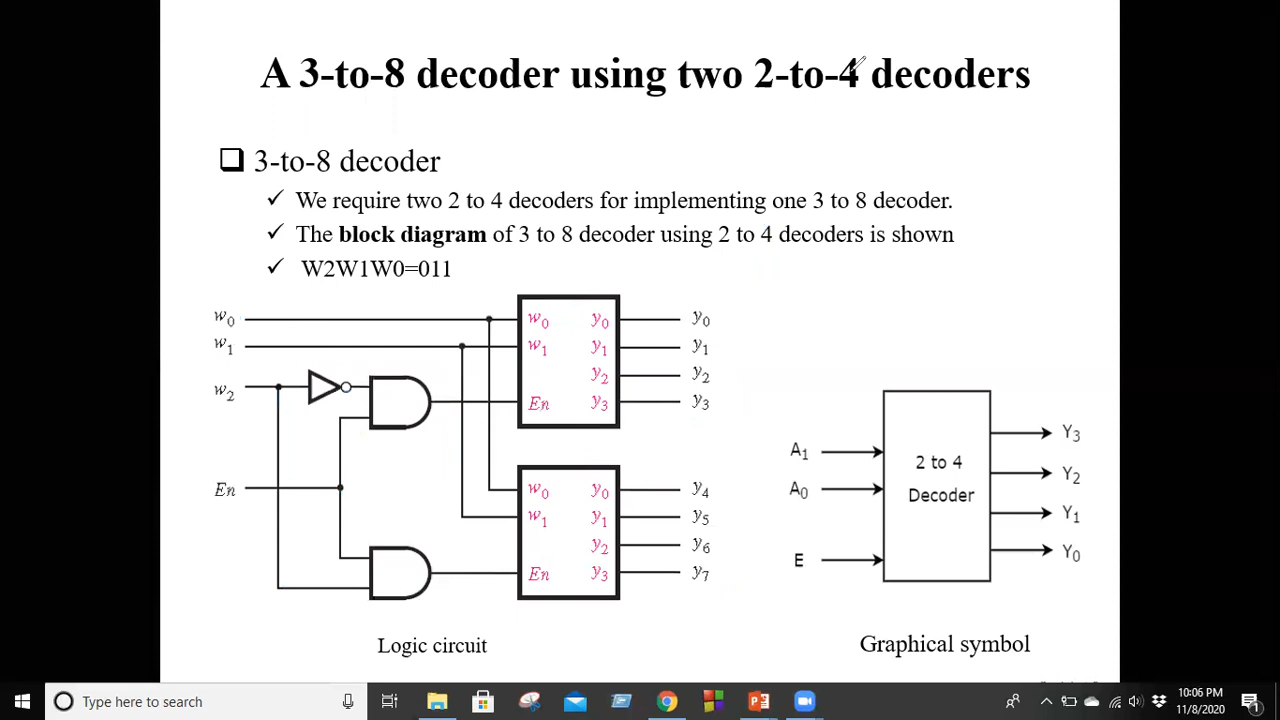 A 3-to-8 decoder using two 2-to-4 decoders
3-to-8 decoder
We require two 2 to 4 decoders for implementing one 3 to 8 decoder.
The block diagram of 3 to 8 decoder using 2 to 4 decoders is shown
W2W1W0=011
w0 w0 y0 y0
w1 w1 y1 y1
w2 y2 y2
En y3 y3
En w0 y0 y4
w1 y1 y5
y2 y6
En y3 y7
Logic circuit
A1
A0
E
2 to 4
Decoder
Y3
Y2
Y1
Y0
Graphical symbol
Type here to search
10:06 PM
11/8/2020
1